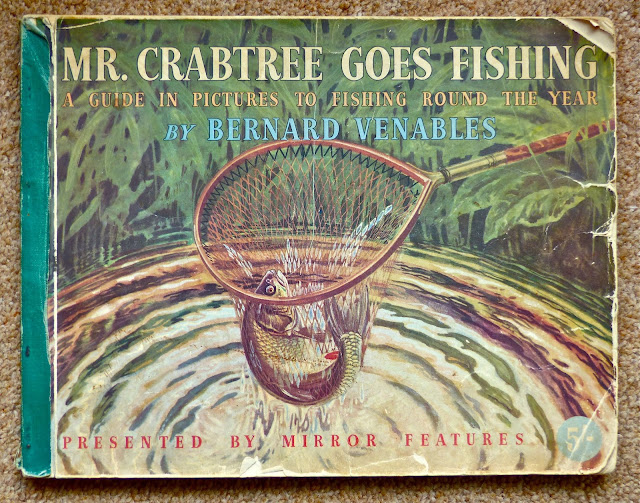 MR. CRABTREE GOES FISHING
A GUIDE IN PICTURES TO FISHING ROUND THE YEAR
BY BERNARD VENABLES
PRESENTED BY MIRROR FEATURES
5/-